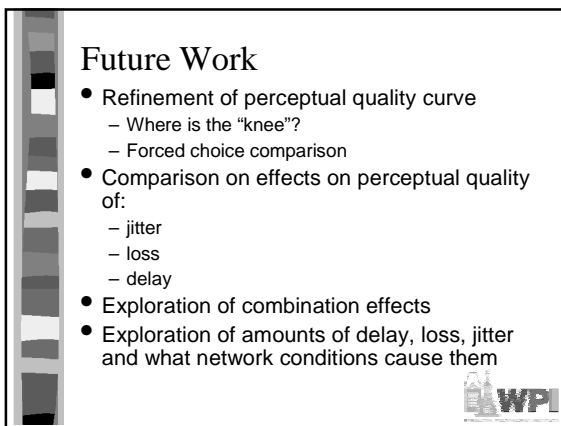 Future Work
• Refinement of perceptual quality curve
– Where is the “knee”?
– Forced choice comparison
• Comparison on effects on perceptual quality
of:
– jitter
– loss
– delay
• Exploration of combination effects
• Exploration of amounts of delay, loss, jitter
and what network conditions cause them
WPI